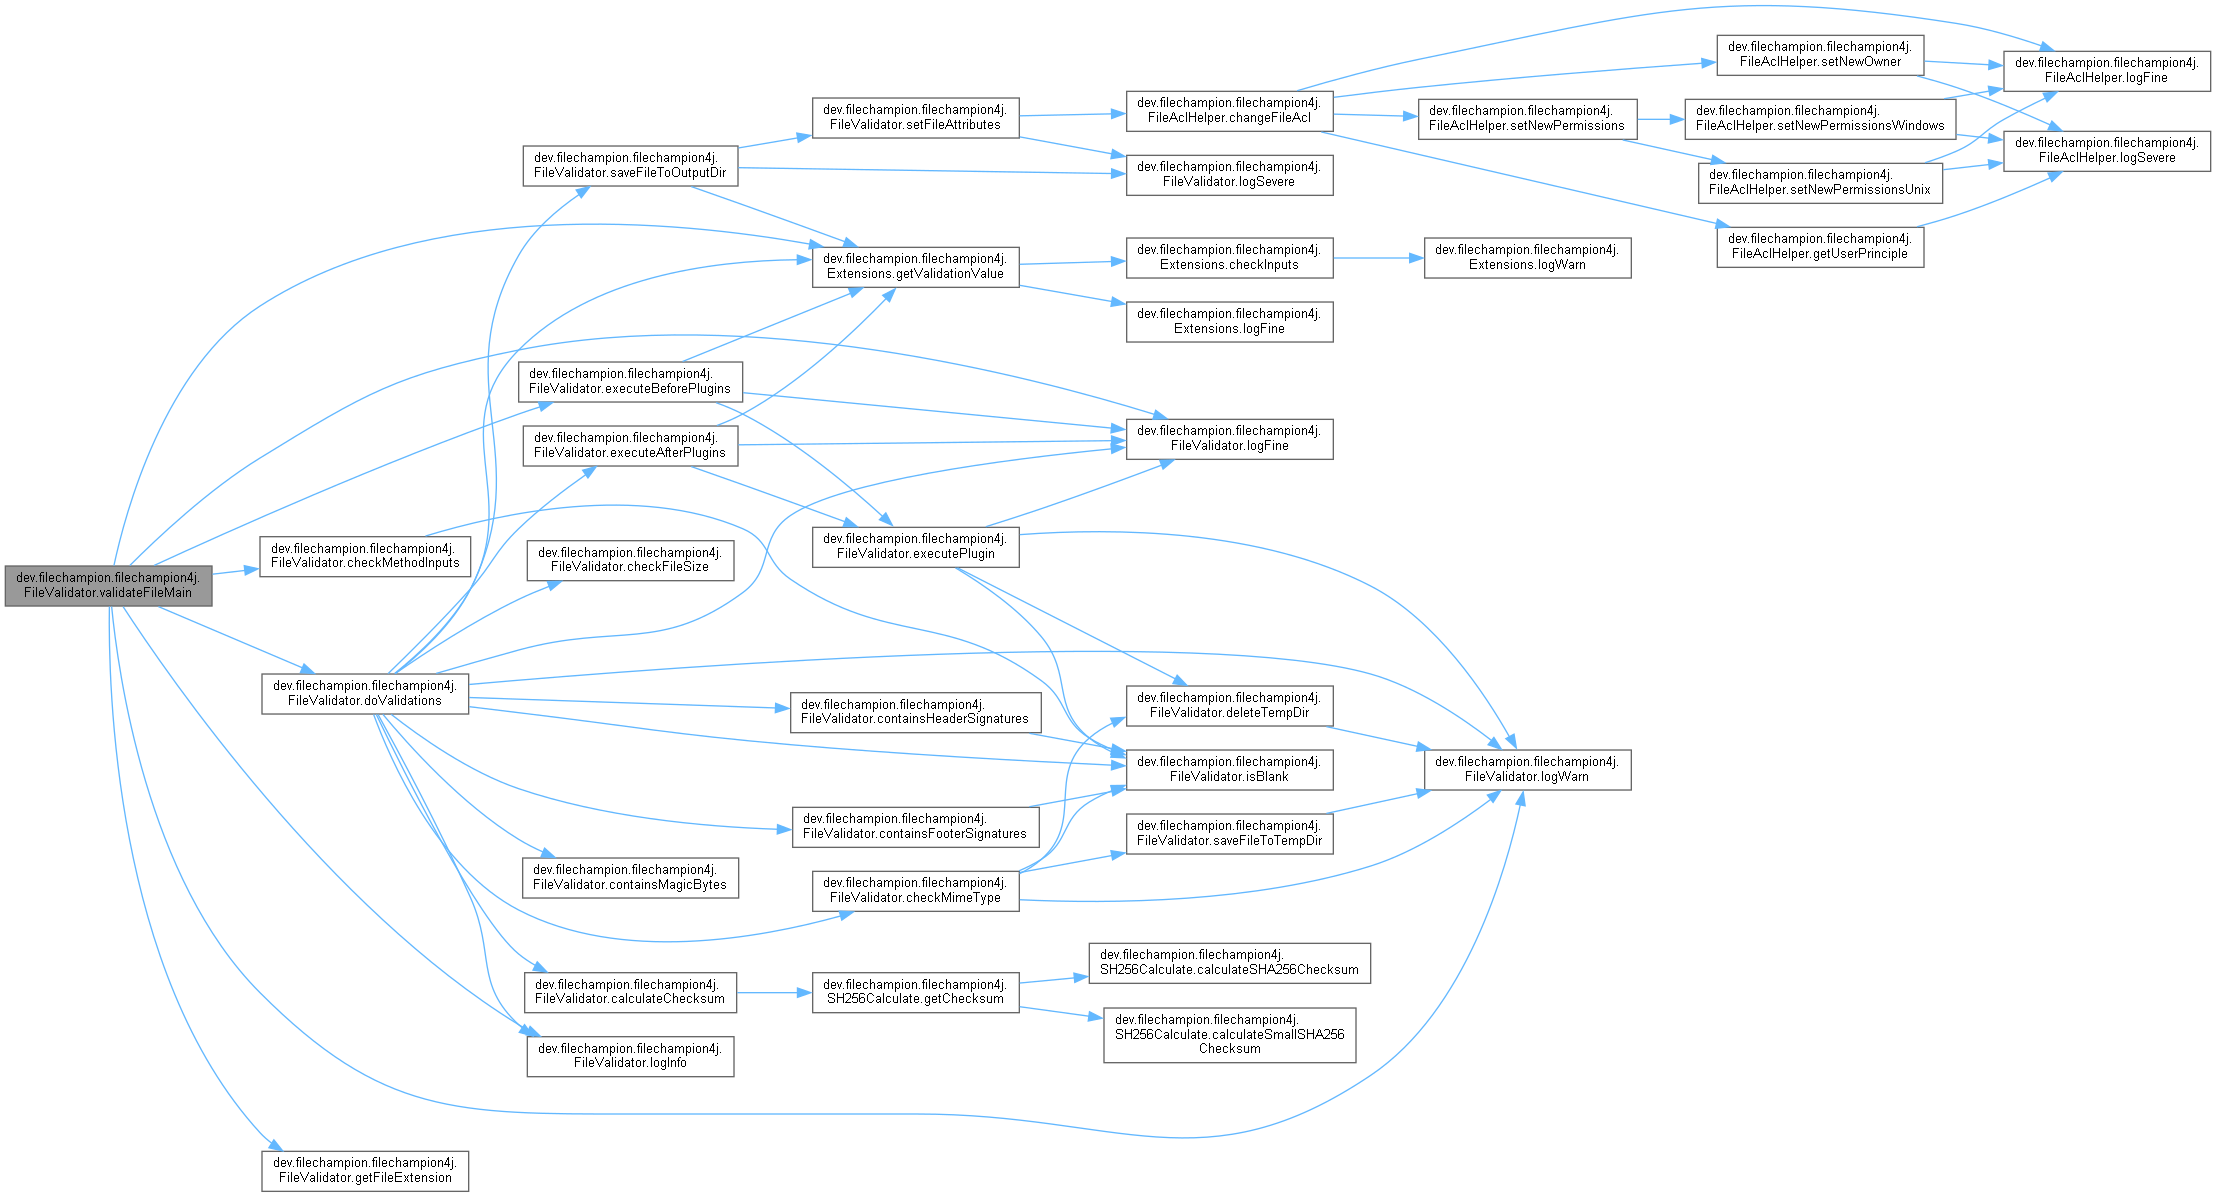 dev.filechampion.filechampion4j.
FileValidator.validateFileMain
dev.filechampion.filechampion4j.
FileValidator.checkMethodInputs
dev.filechampion.filechampion4j.
FileValidator.doValidations
dev.filechampion.filechampion4j.
FileValidator.getFileExtension
dev.filechampion.filechampion4j.
FileValidator.saveFileToOutputDir
dev.filechampion.filechampion4j.
FileValidator.executeBeforePlugins
dev.filechampion.filechampion4j.
FileValidator.executeAfterPlugins
dev.filechampion.filechampion4j.
FileValidator.checkFileSize
dev.filechampion.filechampion4j.
FileValidator.containsMagicBytes
dev.filechampion.filechampion4j.
FileValidator.calculateChecksum
dev.filechampion.filechampion4j.
FileValidator.logInfo
dev.filechampion.filechampion4j.
FileValidator.setFileAttributes
dev.filechampion.filechampion4j.
Extensions.getValidationValue
dev.filechampion.filechampion4j.
FileValidator.executePlugin
dev.filechampion.filechampion4j.
FileValidator.containsHeaderSignatures
dev.filechampion.filechampion4j.
FileValidator.containsFooterSignatures
dev.filechampion.filechampion4j.
FileValidator.checkMimeType
dev.filechampion.filechampion4j.
SH256Calculate.getChecksum
dev.filechampion.filechampion4j.
FileAclHelper.changeFileAcl
dev.filechampion.filechampion4j.
FileValidator.logSevere
dev.filechampion.filechampion4j.
Extensions.checkInputs
dev.filechampion.filechampion4j.
Extensions.logFine
dev.filechampion.filechampion4j.
FileValidator.logFine
dev.filechampion.filechampion4j.
FileValidator.deleteTempDir
dev.filechampion.filechampion4j.
FileValidator.isBlank
dev.filechampion.filechampion4j.
FileValidator.saveFileToTempDir
dev.filechampion.filechampion4j.
SH256Calculate.calculateSHA256Checksum
dev.filechampion.filechampion4j.
SH256Calculate.calculateSmallSHA256
Checksum
dev.filechampion.filechampion4j.
FileAclHelper.setNewPermissions
dev.filechampion.filechampion4j.
Extensions.logWarn
dev.filechampion.filechampion4j.
FileValidator.logWarn
dev.filechampion.filechampion4j.
FileAclHelper.setNewOwner
dev.filechampion.filechampion4j.
FileAclHelper.setNewPermissionsWindows
dev.filechampion.filechampion4j.
FileAclHelper.setNewPermissionsUnix
dev.filechampion.filechampion4j.
FileAclHelper.getUserPrinciple
dev.filechampion.filechampion4j.
FileAclHelper.logFine
dev.filechampion.filechampion4j.
FileAclHelper.logSevere